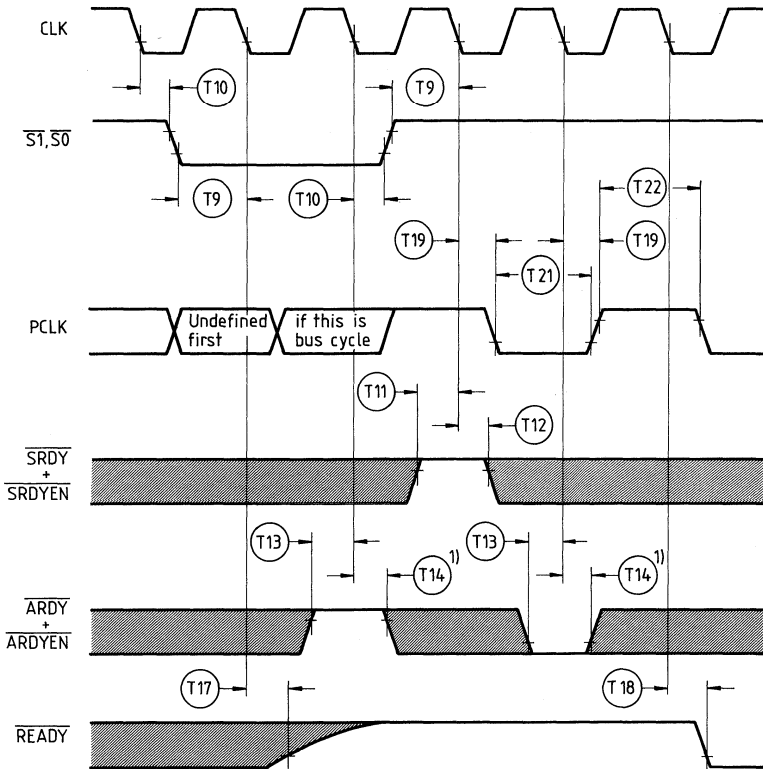 CLK
T10
T9
S1,S0
T9
T10
T22
T19
T19
T21
PCLK
Undefined if this is
first bus cycle
T11
T12
SRDY
+
SRDYEN
T13
T13
T14 1)
T14 1)
ARDY
+
ARDYEN
T17
T18
READY